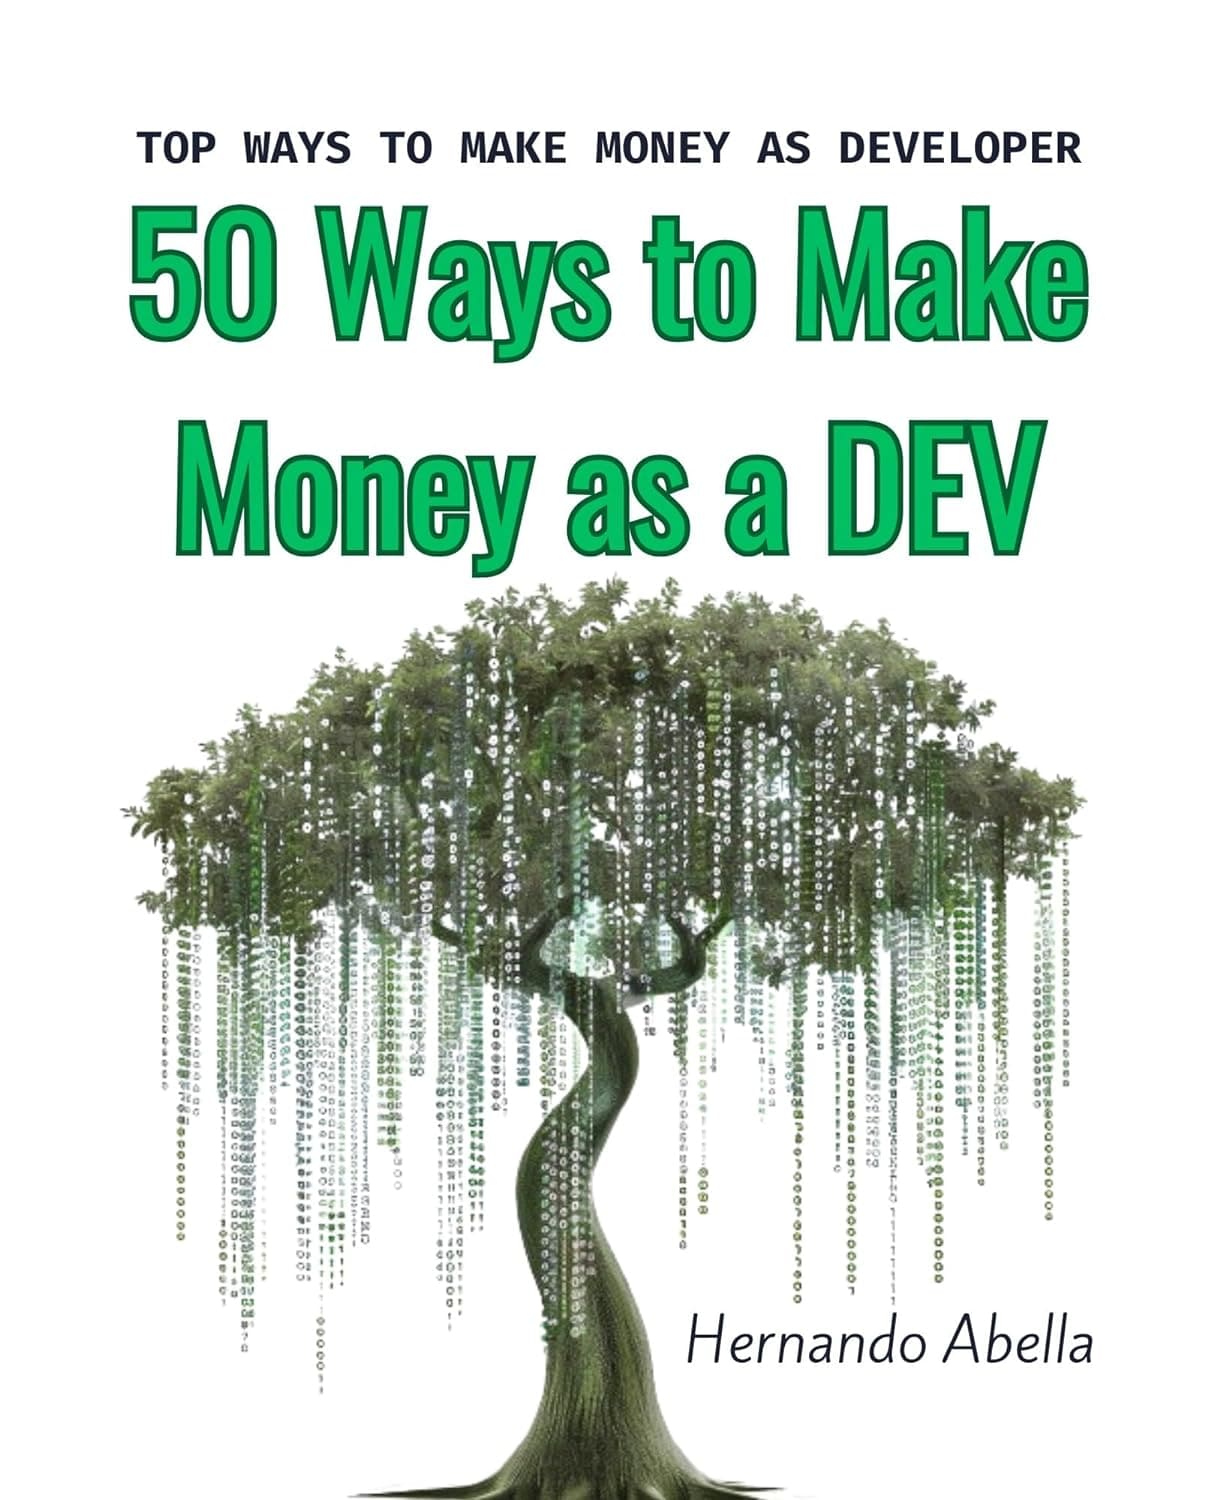 TOP WAYS TO MAKE MONEY AS DEVELOPER
50 Ways to Make
Money as a DEV
Hernando Abella